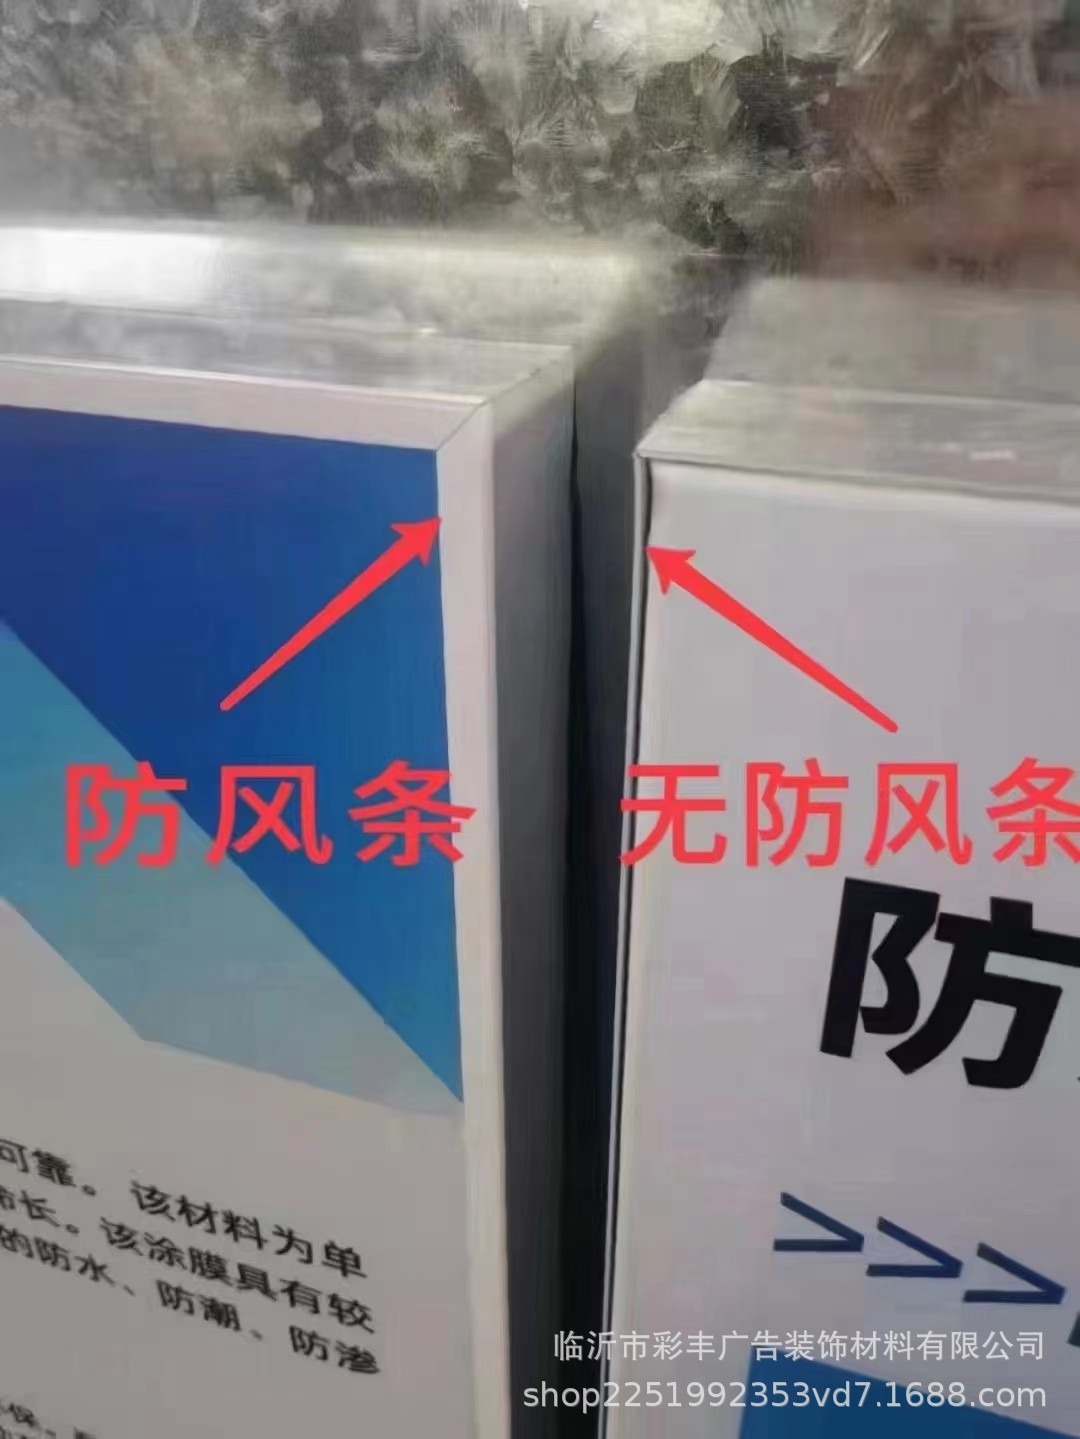 防风条
无防风条
防
可靠。该材料为单
长。该涂膜具有较
的防水、防潮、防渗
临沂市彩丰广告装饰材料有限公司
shop2251992353vd7.1688.com